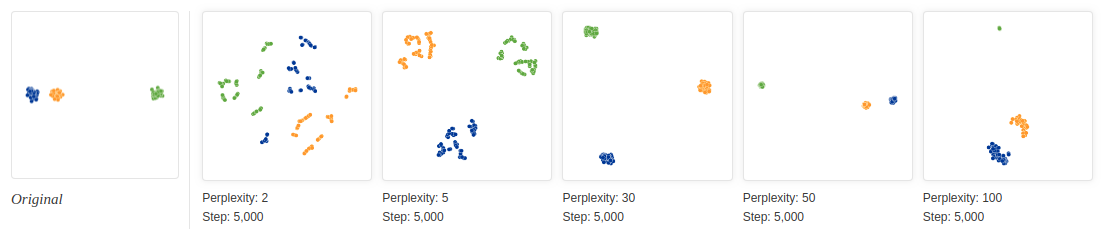 Original
Perplexity: 2
Step: 5,000
Perplexity: 5
Step: 5,000
Perplexity: 30
Step: 5,000
Perplexity: 50
Step: 5,000
Perplexity: 100
Step: 5,000